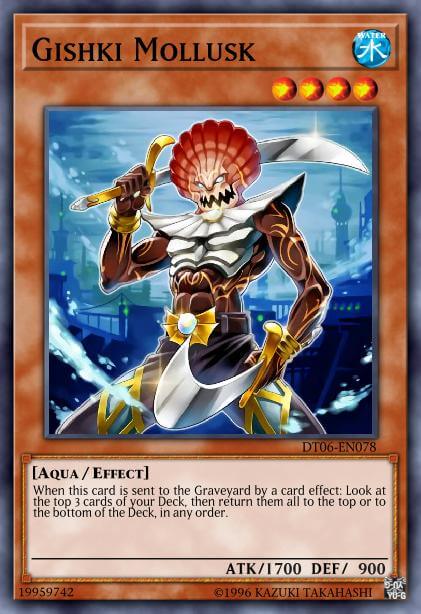 Gishki Mollusk
WATER
水
DT06-EN078
[Aqua / Effect]
When this card is sent to the Graveyard by a card effect: Look at
the top 3 cards of your Deck, then return them all to the top or to
the bottom of the Deck, in any order.
ATK/1700 DEF/ 900
19959742
©1996 KAZUKI TAKAHASHI